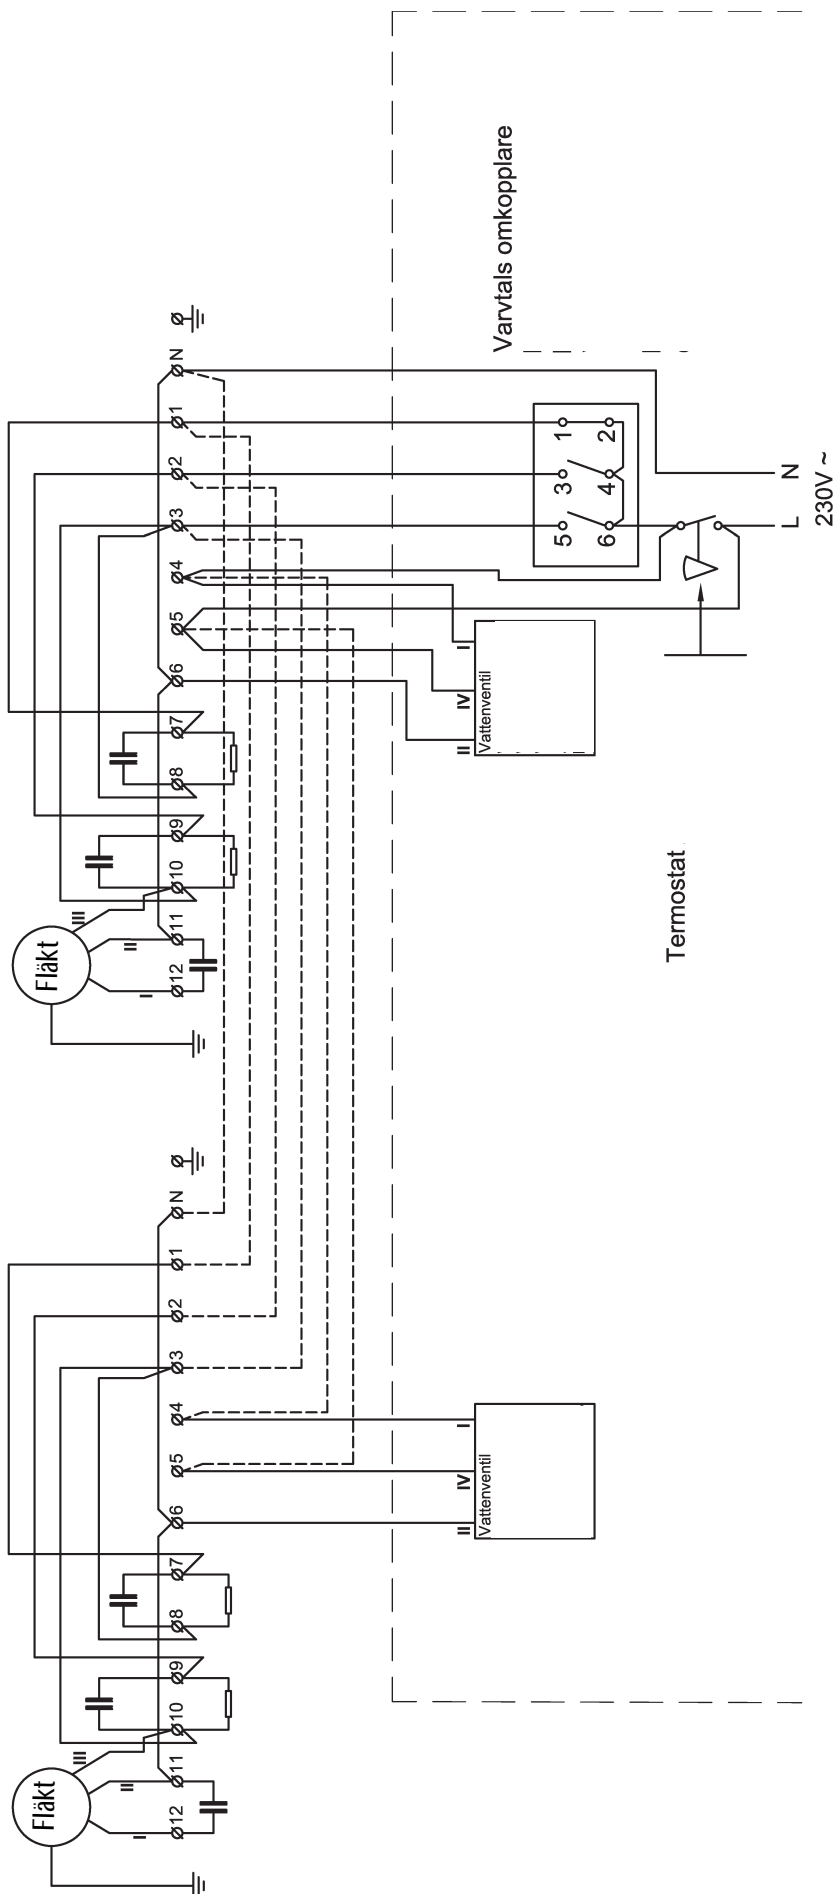 Fläkt Fläkt
III III
II II
I I
12 11 10 9 8 7 6 5 4 3 2 1 N 12 11 10 9 8 7 6 5 4 3 2 1 N
II IV I II IV I
Vattenventil Vattenventil
Varvtals omkopplare
5 3 1
6 4 2
Termostat
L N
230V ~